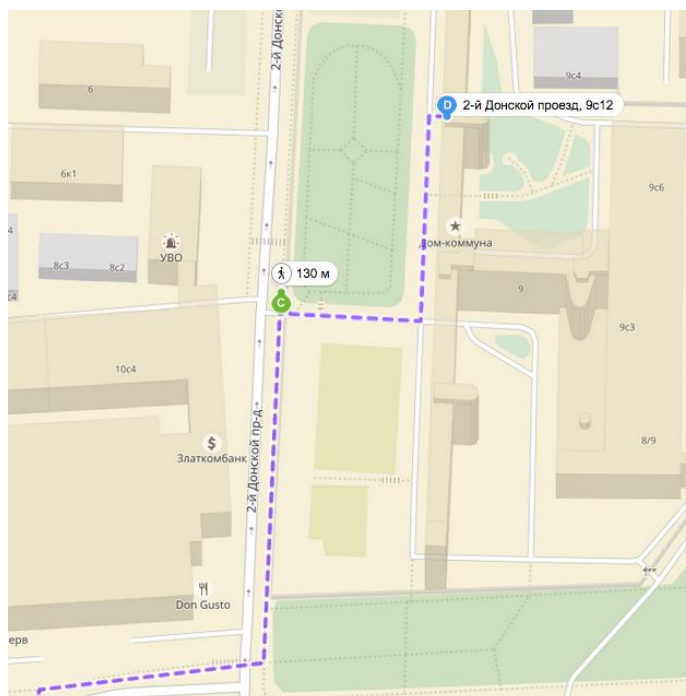 2-й Донско
6
9с4
D
2-й Донской проезд, 9с12
6к1
9с6
УВО
Дом-коммуна
8с3
8с2
130 м
9
с4
C
9с3
10с4
$
Златкомбанк
2-й Донской пр-д
8/9
Don Gusto
ерв